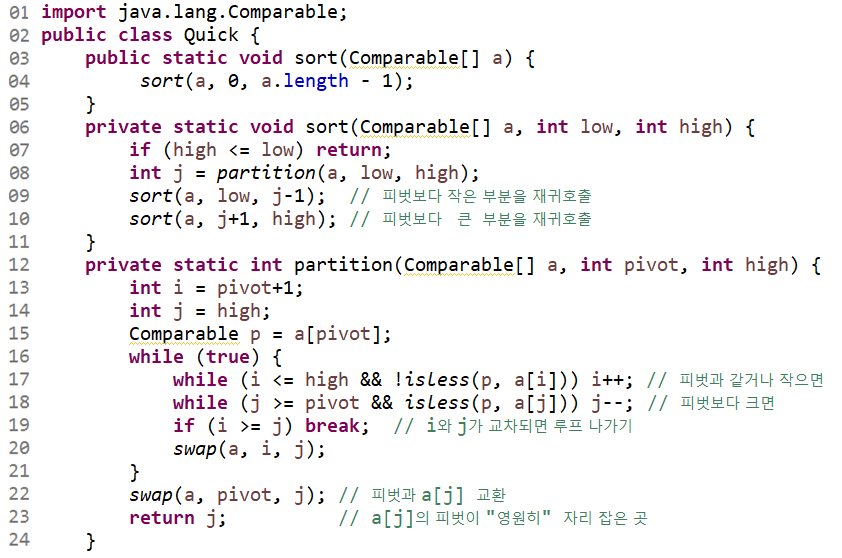 01 import java.lang.Comparable;
02 public class Quick {
03     public static void sort(Comparable[] a) {
04          sort(a, 0, a.length - 1);
05     }
06     private static void sort(Comparable[] a, int low, int high) {
07         if (high <= low) return;
08         int j = partition(a, low, high);
09         sort(a, low, j-1);  // 피벗보다 작은 부분을 재귀호출
10         sort(a, j+1, high); // 피벗보다  큰 부분을 재귀호출
11     }
12     private static int partition(Comparable[] a, int pivot, int high) {
13         int i = pivot+1;
14         int j = high;
15         Comparable p = a[pivot];
16         while (true) {
17             while (i <= high && !isless(p, a[i])) i++; // 피벗과 같거나 작으면
18             while (j >= pivot && isless(p, a[j])) j--; // 피벗보다 크면
19             if (i >= j) break;  // i와 j가 교차되면 루프 나가기
20             swap(a, i, j);
21         }
22         swap(a, pivot, j); // 피벗과 a[j] 교환
23         return j;          // a[j]의 피벗이 "영원히" 자리 잡은 곳
24     }